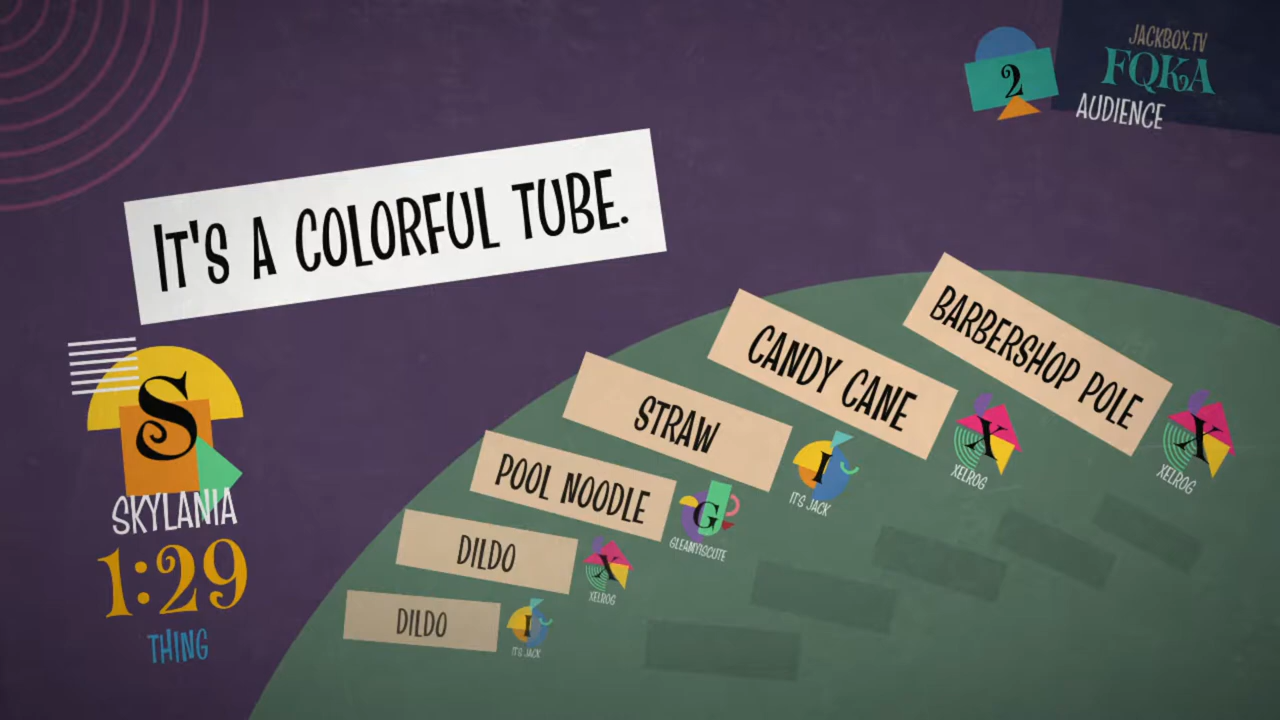 JACKBOX.TV
FQKA
2
AUDIENCE
IT'S A COLORFUL TUBE.
BARBERSHOP POLE
X
XELROG
CANDY CANE
X
XELROG
STRAW
I
IT'S JACK
POOL NOODLE
G
GLEAMYISCUTE
DILDO
X
XELROG
DILDO
I
IT'S JACK
S
SKYLANIA
1:29
THING